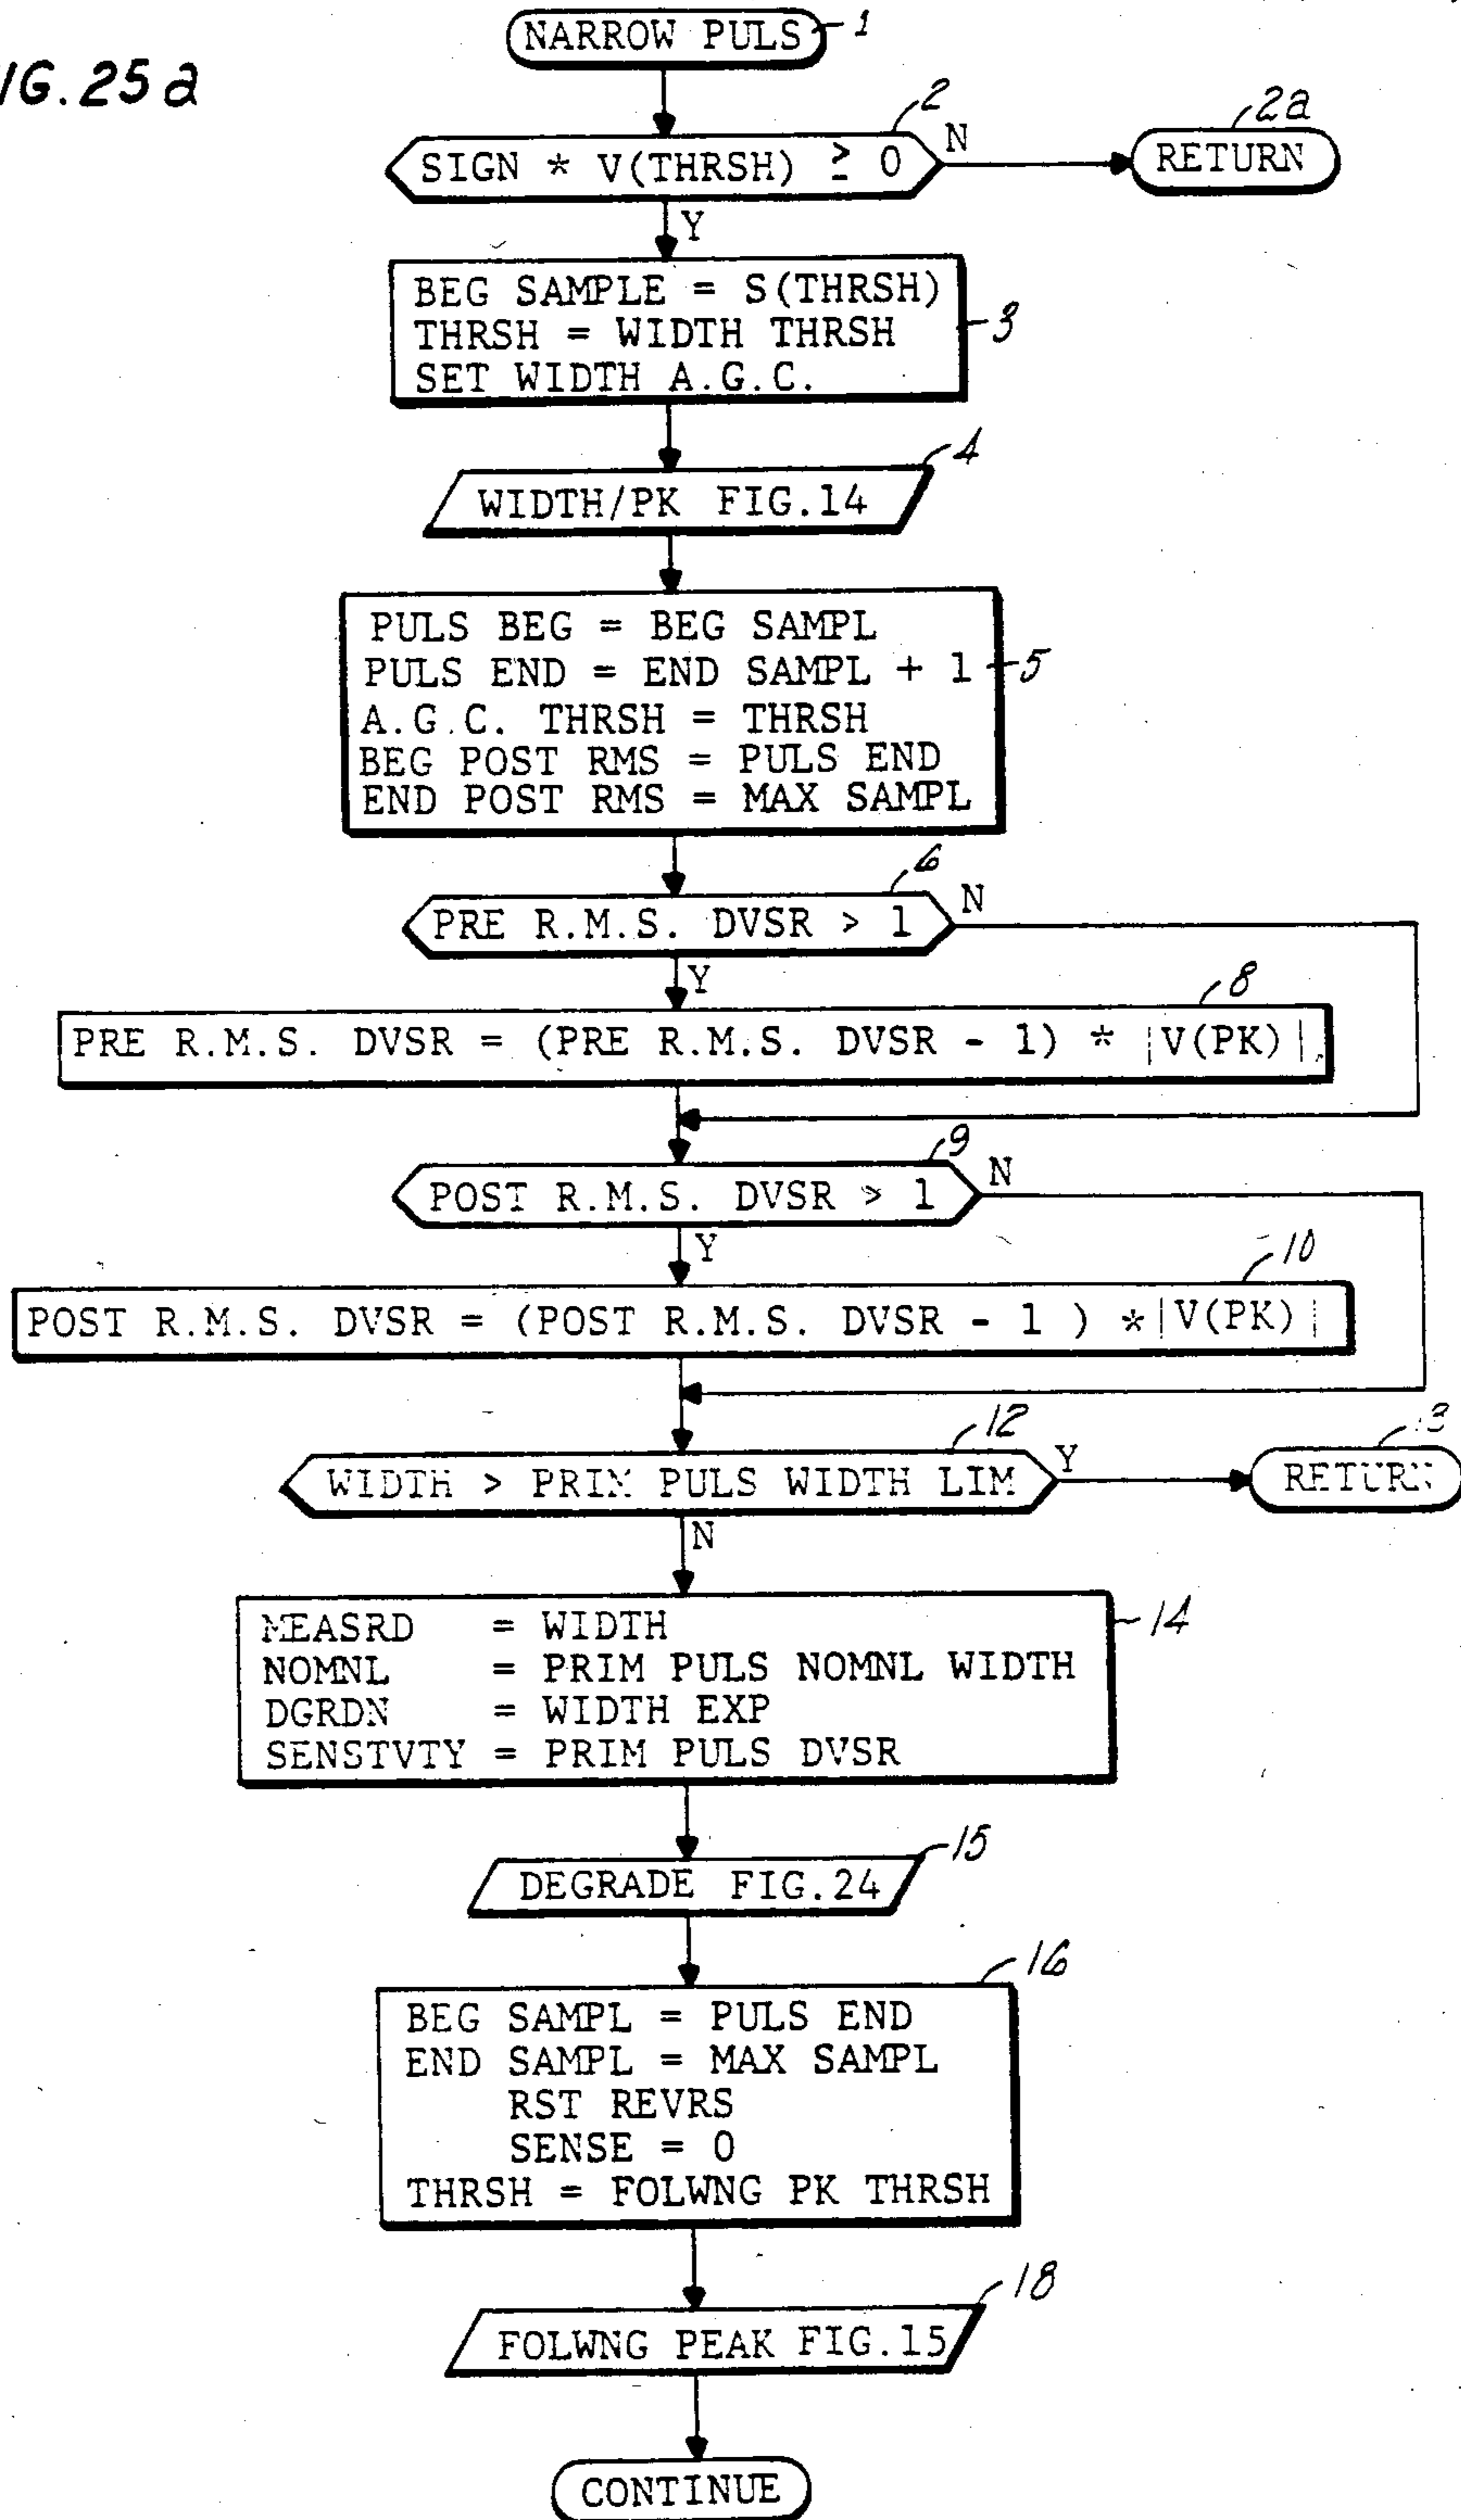 FIG. 25a
NARROW PULS 1
2
SIGN * V(THRSH) ≥ 0 N
2a
RETURN
Y
BEG SAMPLE = S(THRSH)
THRSH = WIDTH THRSH 3
SET WIDTH A.G.C.
4
WIDTH/PK FIG.14
PULS BEG = BEG SAMPL
PULS END = END SAMPL + 1 5
A.G.C. THRSH = THRSH
BEG POST RMS = PULS END
END POST RMS = MAX SAMPL
6
PRE R.M.S. DVSR > 1 N
Y
8
PRE R.M.S. DVSR = (PRE R.M.S. DVSR - 1) * |V(PK)|
9
POST R.M.S. DVSR > 1 N
Y
10
POST R.M.S. DVSR = (POST R.M.S. DVSR - 1 ) * |V(PK)|
12
WIDTH > PRIM PULS WIDTH LIM Y
13
RETURN
N
MEASRD = WIDTH 14
NOMNL = PRIM PULS NOMNL WIDTH
DGRDN = WIDTH EXP
SENSTVTY = PRIM PULS DVSR
15
DEGRADE FIG.24
16
BEG SAMPL = PULS END
END SAMPL = MAX SAMPL
RST REVRS
SENSE = 0
THRSH = FOLWNG PK THRSH
18
FOLWNG PEAK FIG.15
CONTINUE